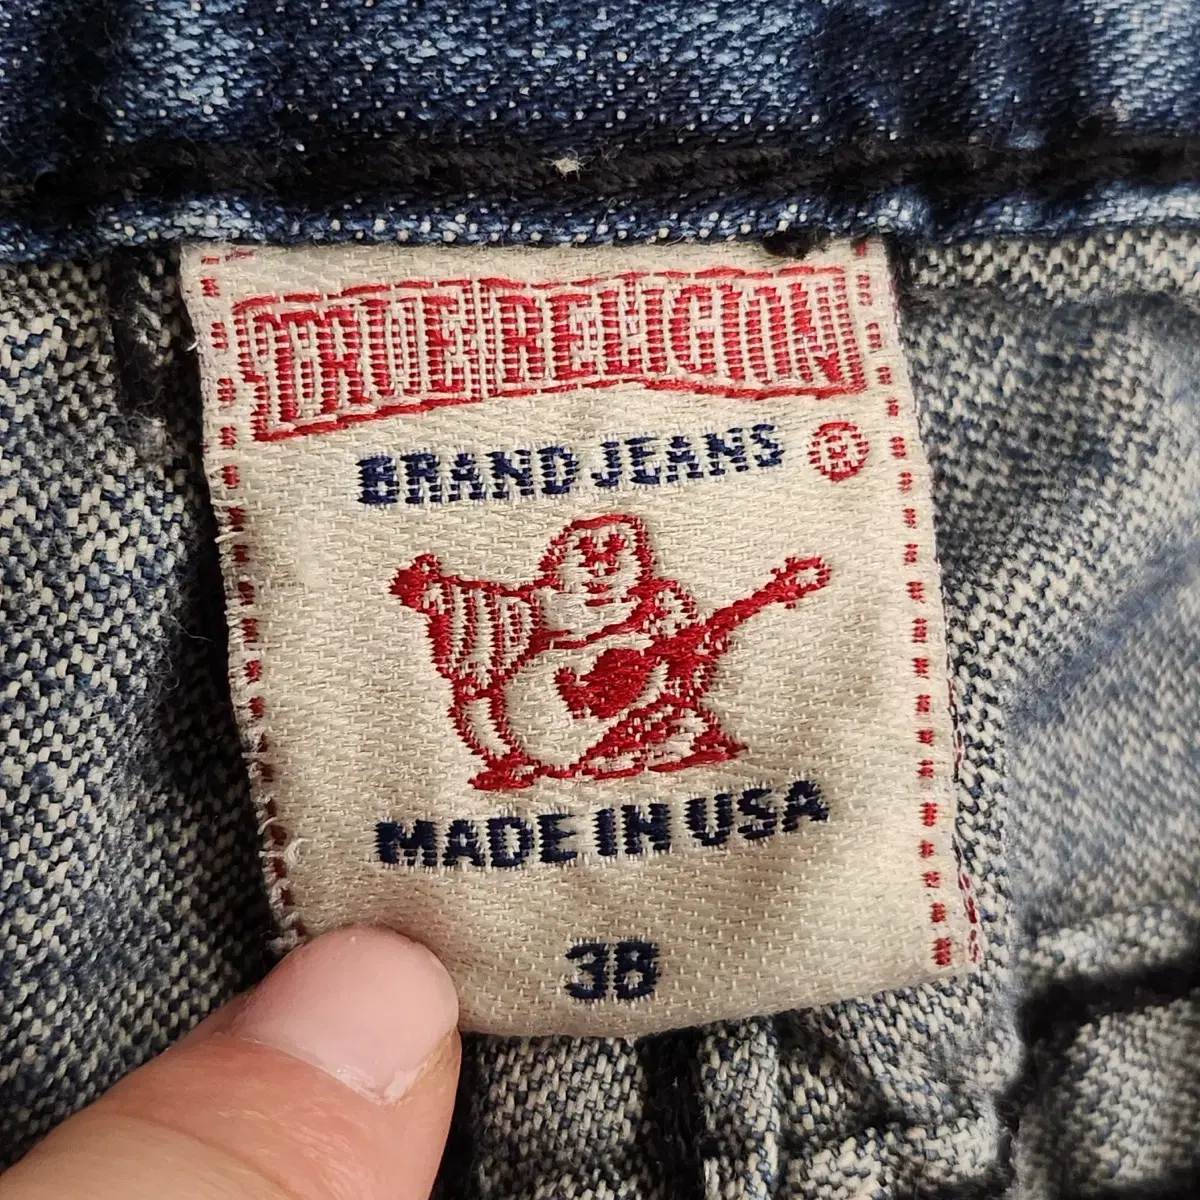 TRUE RELIGION
BRAND JEANS ®
MADE IN USA
38